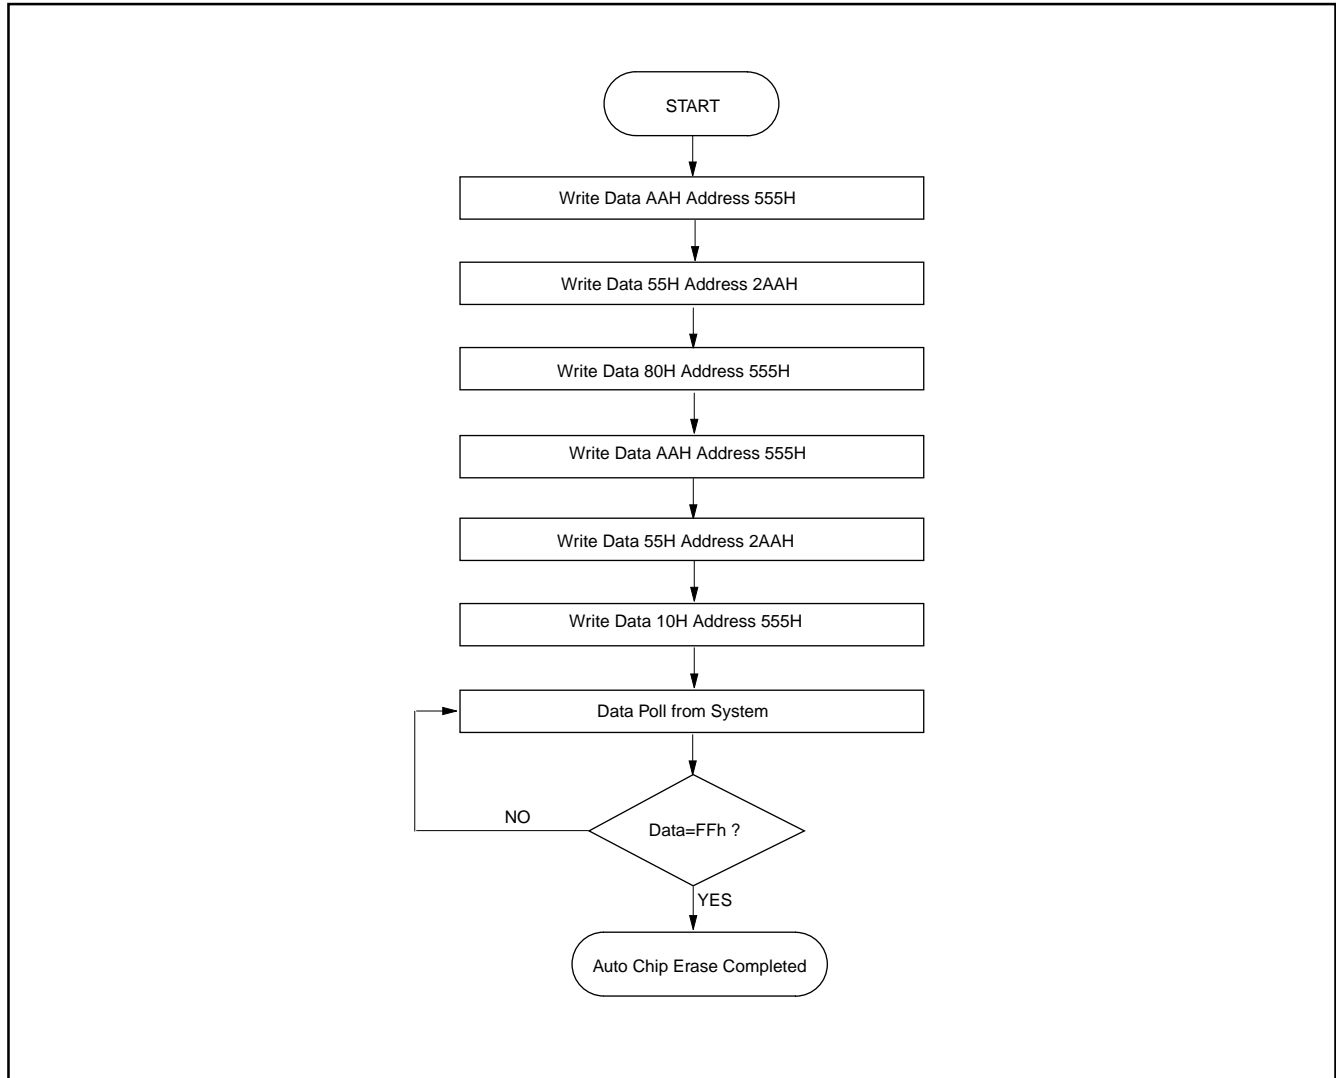 START
Write Data AAH Address 555H
Write Data 55H Address 2AAH
Write Data 80H Address 555H
Write Data AAH Address 555H
Write Data 55H Address 2AAH
Write Data 10H Address 555H
Data Poll from System
NO
Data=FFh ?
YES
Auto Chip Erase Completed